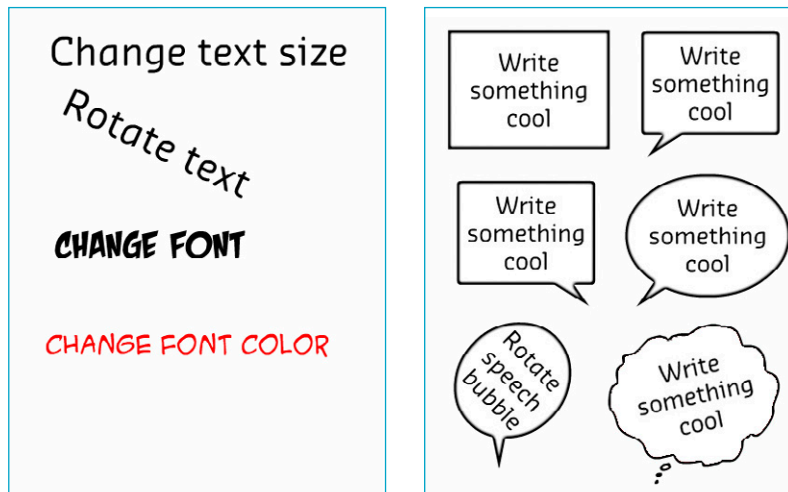 Change text size
Rotate text
CHANGE FONT
CHANGE FONT COLOR
Write
something
cool
Write
something
cool
Write
something
cool
Write
something
cool
Rotate
speech
bubble
Write
something
cool